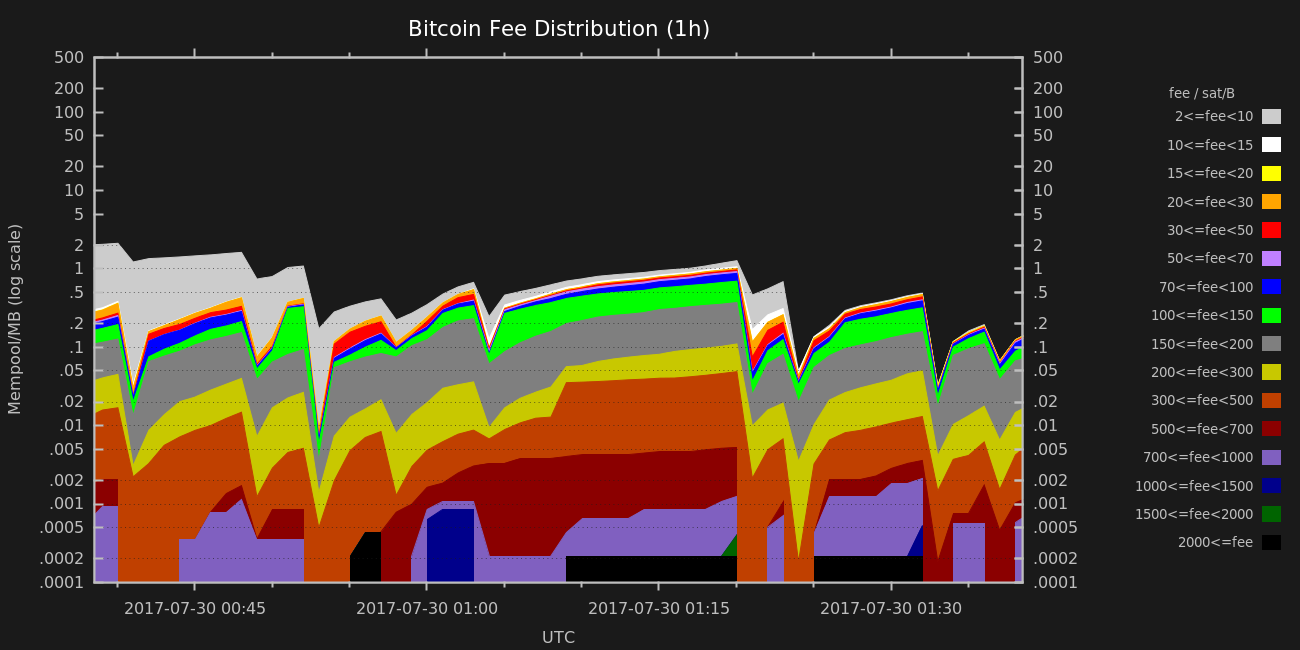 Bitcoin Fee Distribution (1h)
500 500
200 200
100 100
50 50
20 20
10 10
5 5
2 2
1 1
.5 .5
.2 .2
.1 .1
.05 .05
.02 .02
.01 .01
.005 .005
.002 .002
.001 .001
.0005 .0005
.0002 .0002
.0001 .0001
Mempool/MB (log scale)
2017-07-30 00:45 2017-07-30 01:00 2017-07-30 01:15 2017-07-30 01:30
UTC
fee / sat/B
2<=fee<10
10<=fee<15
15<=fee<20
20<=fee<30
30<=fee<50
50<=fee<70
70<=fee<100
100<=fee<150
150<=fee<200
200<=fee<300
300<=fee<500
500<=fee<700
700<=fee<1000
1000<=fee<1500
1500<=fee<2000
2000<=fee